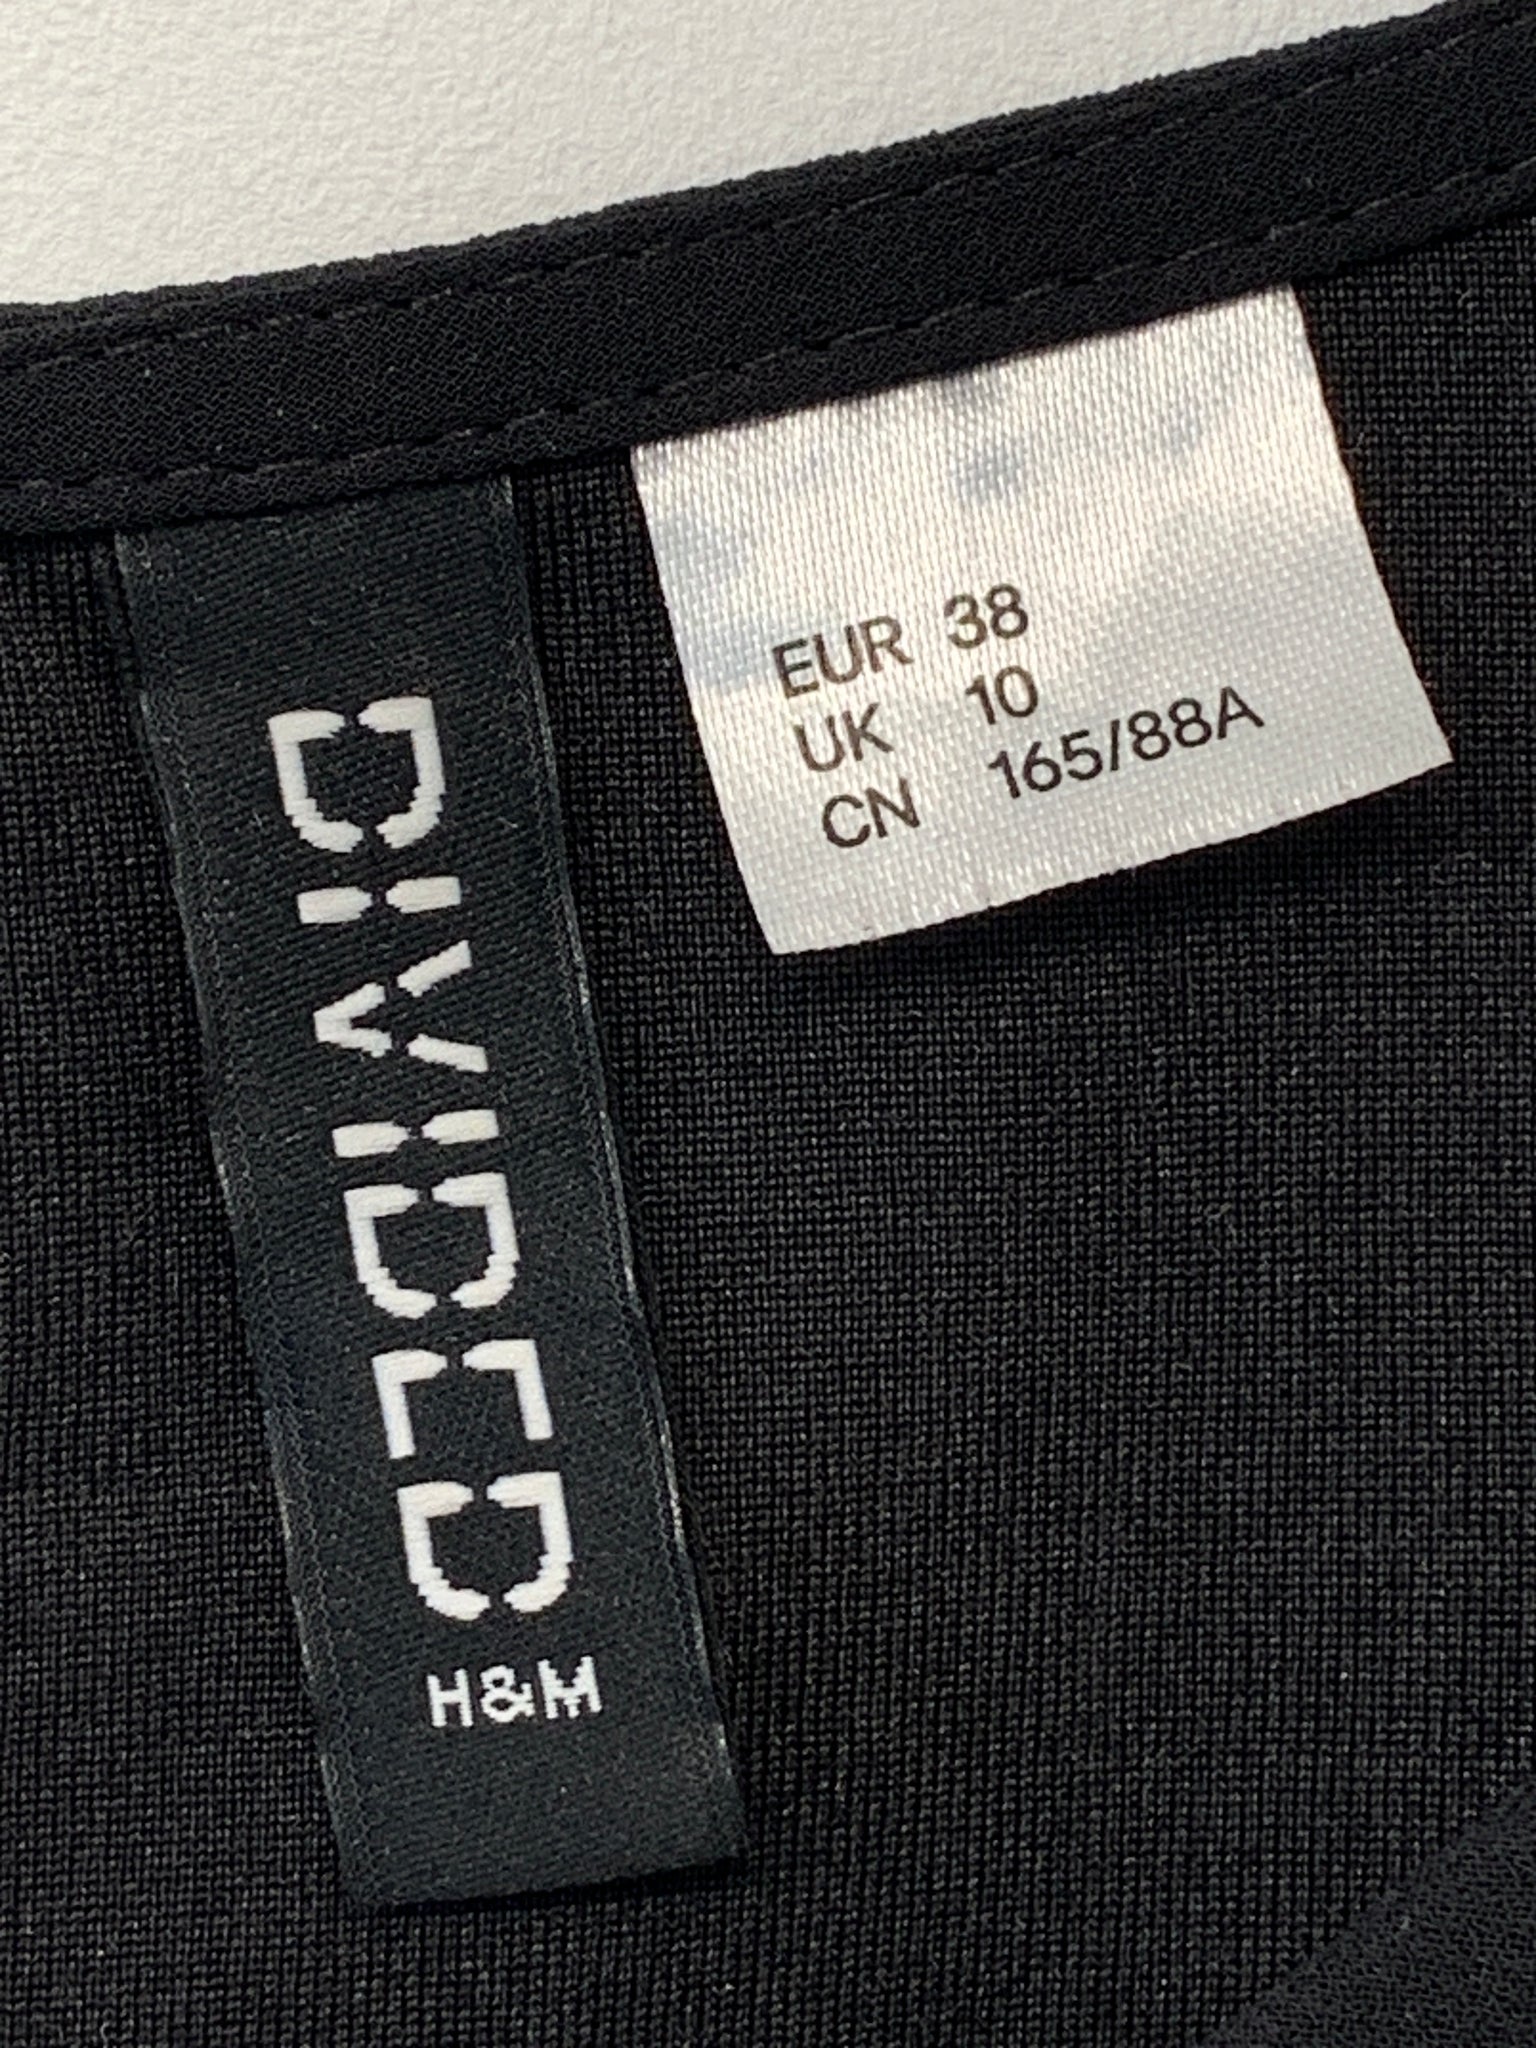 DIVIDED
H&M
EUR 38
UK 10
CN 165/88A